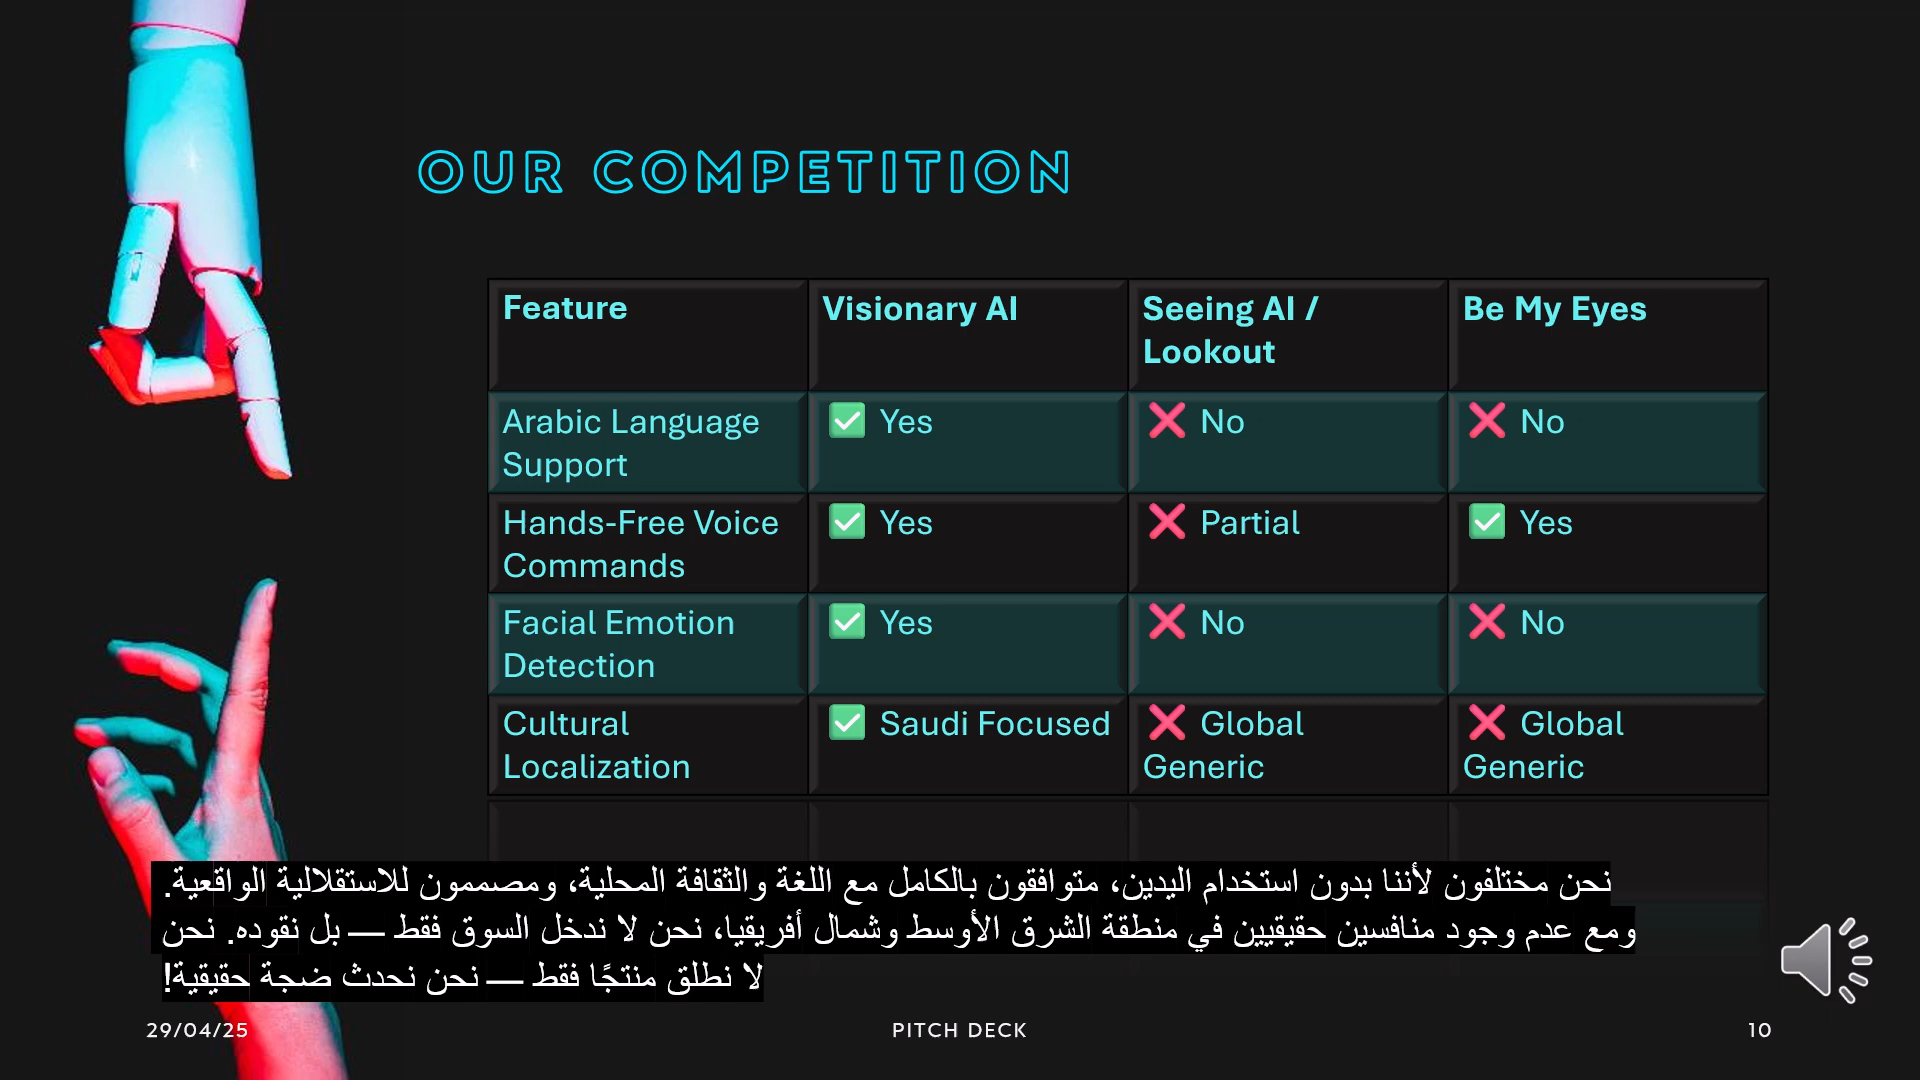 OUR COMPETITION
Feature
Visionary AI
Seeing AI /
Lookout
Be My Eyes
Arabic Language
Support
✅ Yes
❌ No
❌ No
Hands-Free Voice
Commands
✅ Yes
❌ Partial
✅ Yes
Facial Emotion
Detection
✅ Yes
❌ No
❌ No
Cultural
Localization
✅ Saudi Focused
❌ Global
Generic
❌ Global
Generic
نحن مختلفون لأننا بدون استخدام اليدين، متوافقون بالكامل مع اللغة والثقافة المحلية، ومصممون للاستقلالية الواقعية.
ومع عدم وجود منافسين حقيقيين في منطقة الشرق الأوسط وشمال أفريقيا، نحن لا ندخل السوق فقط — بل نقوده. نحن
لا نطلق منتجًا فقط — نحن نحدث ضجة حقيقية!
29/04/25
PITCH DECK
10